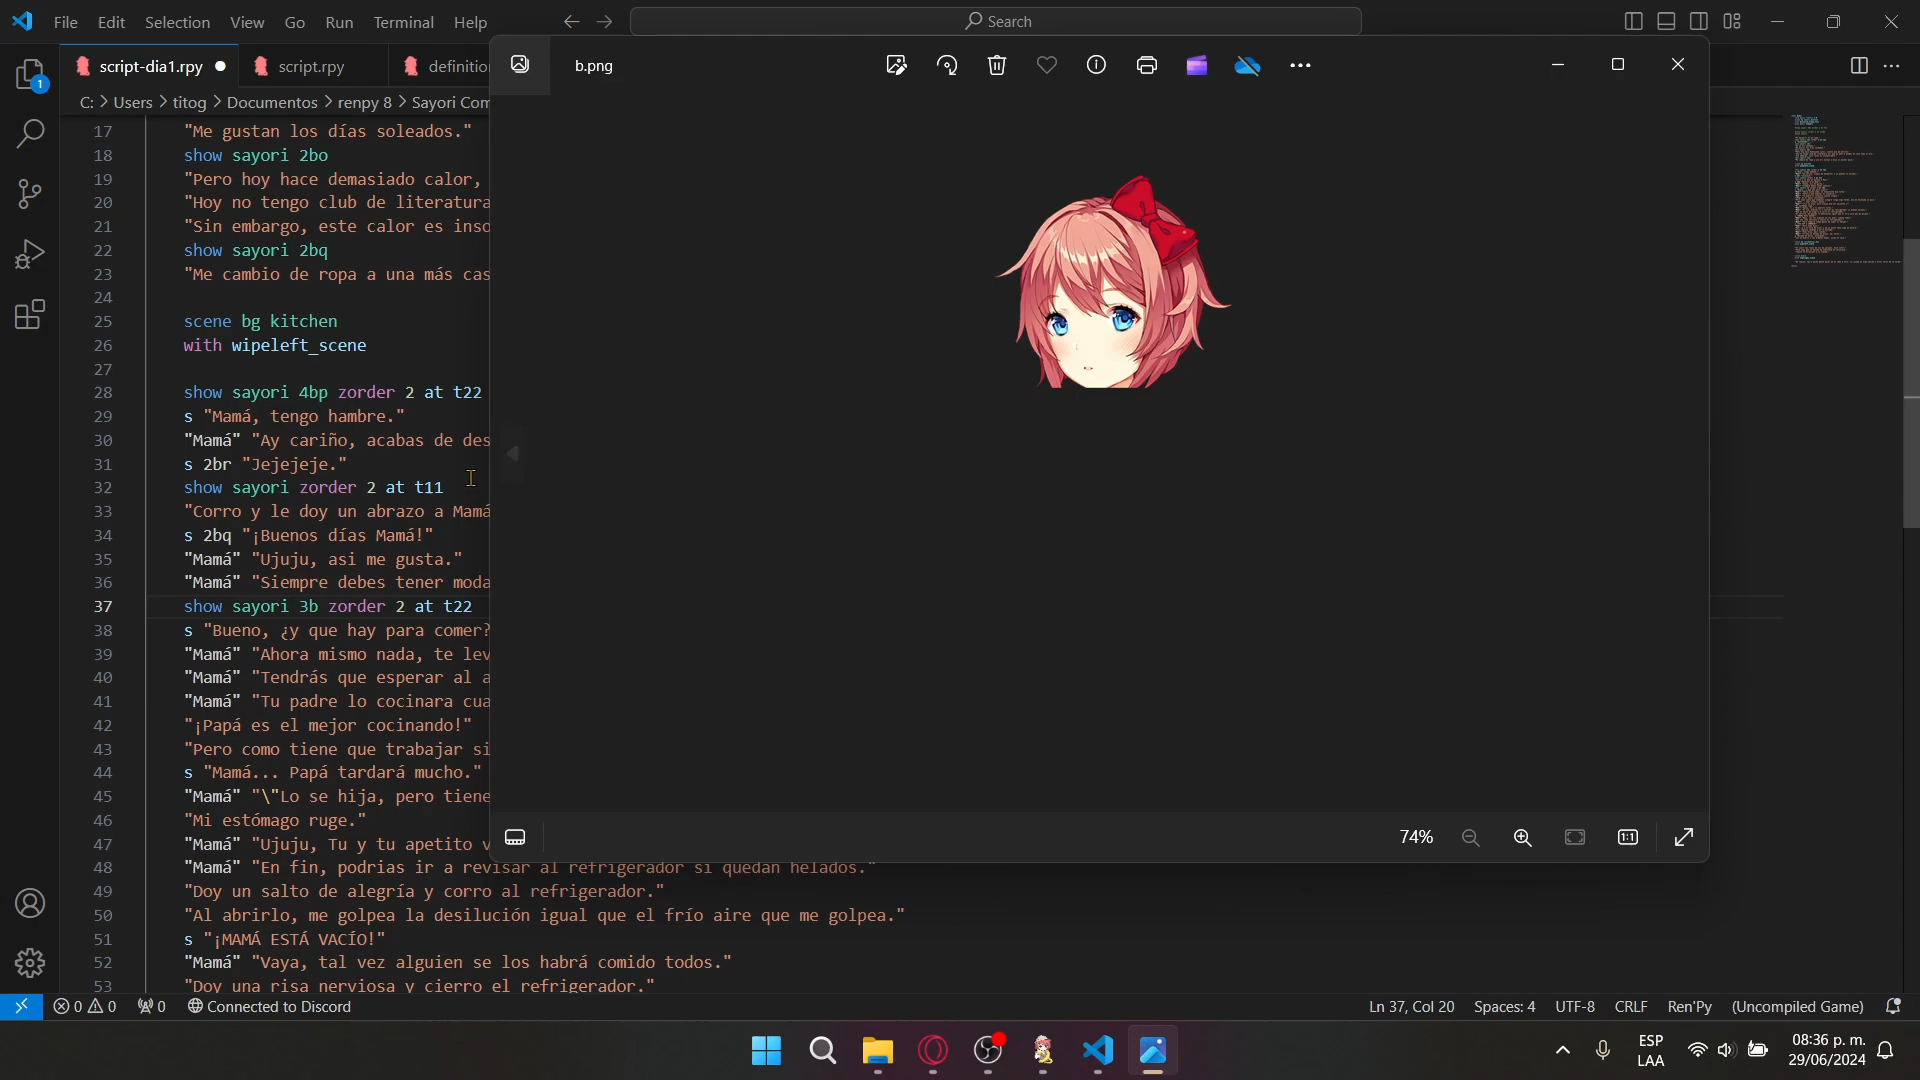 File Edit Selection View Go Run Terminal Help
Search
script-dia1.rpy
script.rpy
b.png
C: > Users > titog > Documentos > renpy 8 >
17 "Me gustan los días soleados."
18 show sayori 2bo
19 "Pero hoy hace demasiado calor,
20 "Hoy no tengo club de literatura
21 "Sin embargo, este calor es
22 show sayori 2bq
23 "Me cambio de ropa a una más
24
25 scene bg kitchen
26 with wipeleft_scene
27
28 show sayori 4bp zorder 2 at t22
29 s "Mamá, tengo hambre."
30 "Mamá" "Ay cariño, acabas de
31 s 2br "Jejejeje."
32 show sayori zorder 2 at t11
33 "Corro y le doy un abrazo a Mamá
34 s 2bq "¡Buenos días Mamá!"
35 "Mamá" "Ujuju, asi me gusta."
36 "Mamá" "Siempre debes tener
37 show sayori 3b zorder 2 at t22
38 s "Bueno, ¿y que hay para comer?
39 "Mamá" "Ahora mismo nada, te
40 "Mamá" "Tendrás que esperar al
41 "Mamá" "Tu padre lo cocinara
42 "¡Papá es el mejor cocinando!"
43 "Pero como tiene que trabajar
44 s "Mamá... Papá tardará mucho."
45 "Mamá" "\"Lo se hija, pero
46 "Mi estómago ruge."
47 "Mamá" "Ujuju, Tu y tu apetito
48 "Mamá" "En fin, podrias ir a revisar al refrigerador si quedan helados."
49 "Doy un salto de alegría y corro al refrigerador."
50 "Al abrirlo, me golpea la desilución igual que el frío aire que me golpea."
51 s "¡MAMÁ ESTÁ VACÍO!"
52 "Mamá" "Vaya, tal vez alguien se los habrá comido todos."
53 "Doy una risa nerviosa y cierro el refrigerador."
74%
1:1
0 0 0 Connected to Discord
Ln 37, Col 20 Spaces: 4 UTF-8 CRLF Ren'Py (Uncompiled Game)
ESP
LAA
08:36 p. m.
29/06/2024